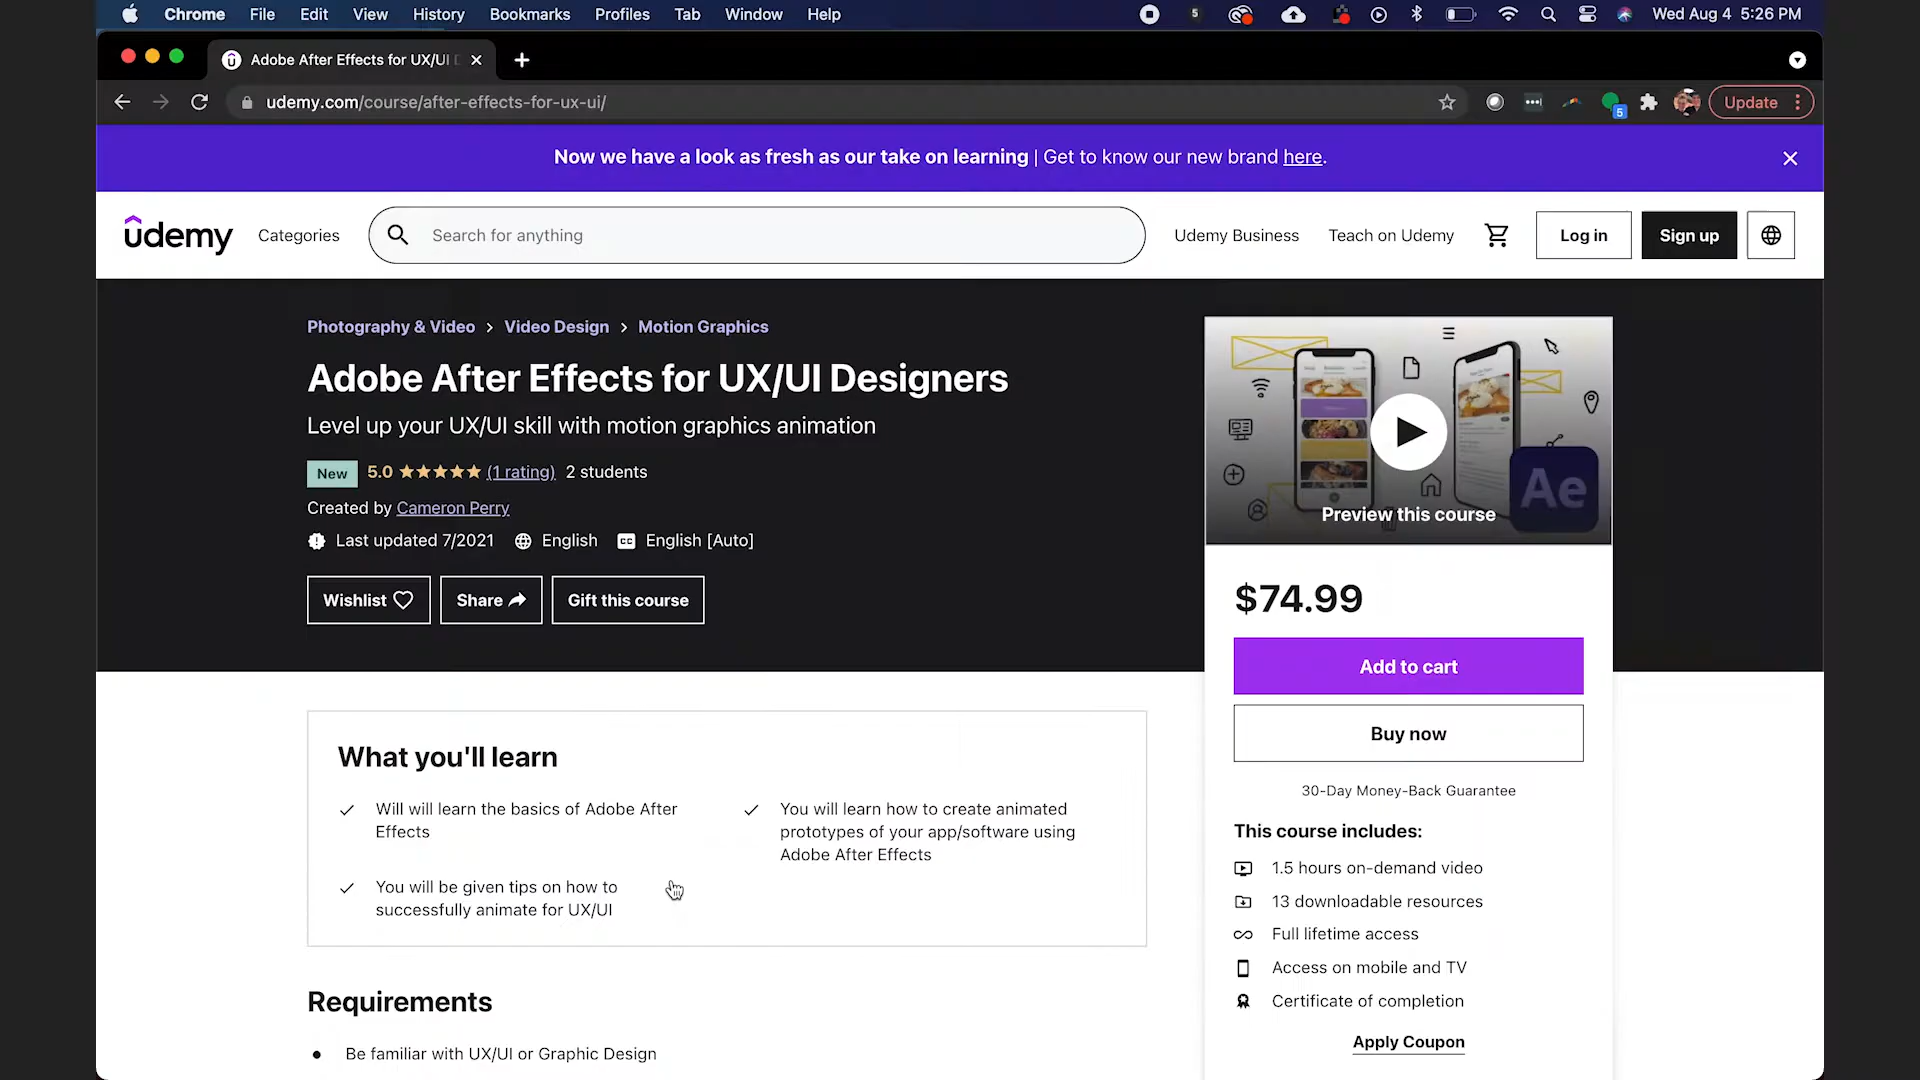 Chrome File Edit View History Bookmarks Profiles Tab Window Help 5 Wed Aug 4 5:26 PM
Adobe After Effects for UX/UI
udemy.com/course/after-effects-for-ux-ui/ 5 Update
Now we have a look as fresh as our take on learning | Get to know our new brand here.
udemy Categories Search for anything Udemy Business Teach on Udemy Log in Sign up
Photography & Video > Video Design > Motion Graphics
Adobe After Effects for UX/UI Designers
Level up your UX/UI skill with motion graphics animation
New 5.0 (1 rating) 2 students
Created by Cameron Perry
Last updated 7/2021 English CC English [Auto]
Wishlist Share Gift this course
Ae
Preview this course
$74.99
Add to cart
Buy now
30-Day Money-Back Guarantee
This course includes:
1.5 hours on-demand video
13 downloadable resources
Full lifetime access
Access on mobile and TV
Certificate of completion
Apply Coupon
What you'll learn
Will will learn the basics of Adobe After
Effects
You will learn how to create animated
prototypes of your app/software using
Adobe After Effects
You will be given tips on how to
successfully animate for UX/UI
Requirements
Be familiar with UX/UI or Graphic Design